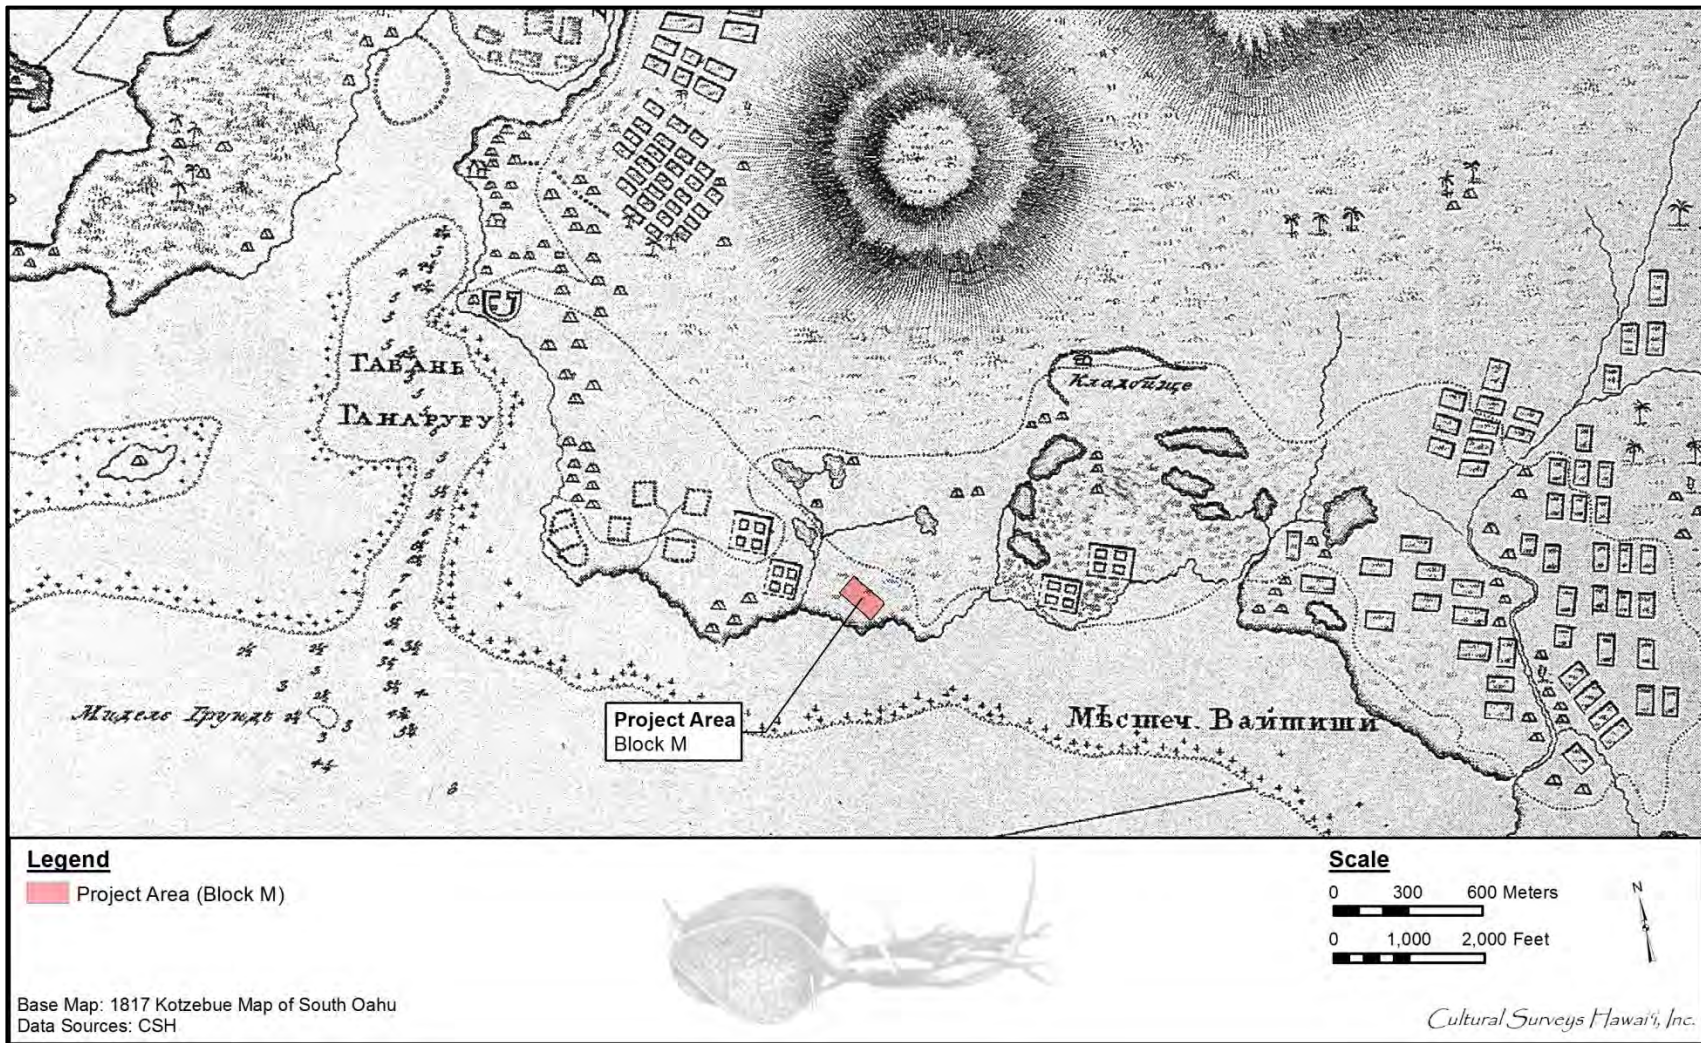 ГАВАНЬ
ГАНАРУРУ
Кладбище
Мидель Грундъ
Мѣстеч. Вайтиши
Project Area
Block M
Legend
Project Area (Block M)
Base Map: 1817 Kotzebue Map of South Oahu
Data Sources: CSH
Scale
0 300 600 Meters
0 1,000 2,000 Feet
N
Cultural Surveys Hawaiʻi, Inc.